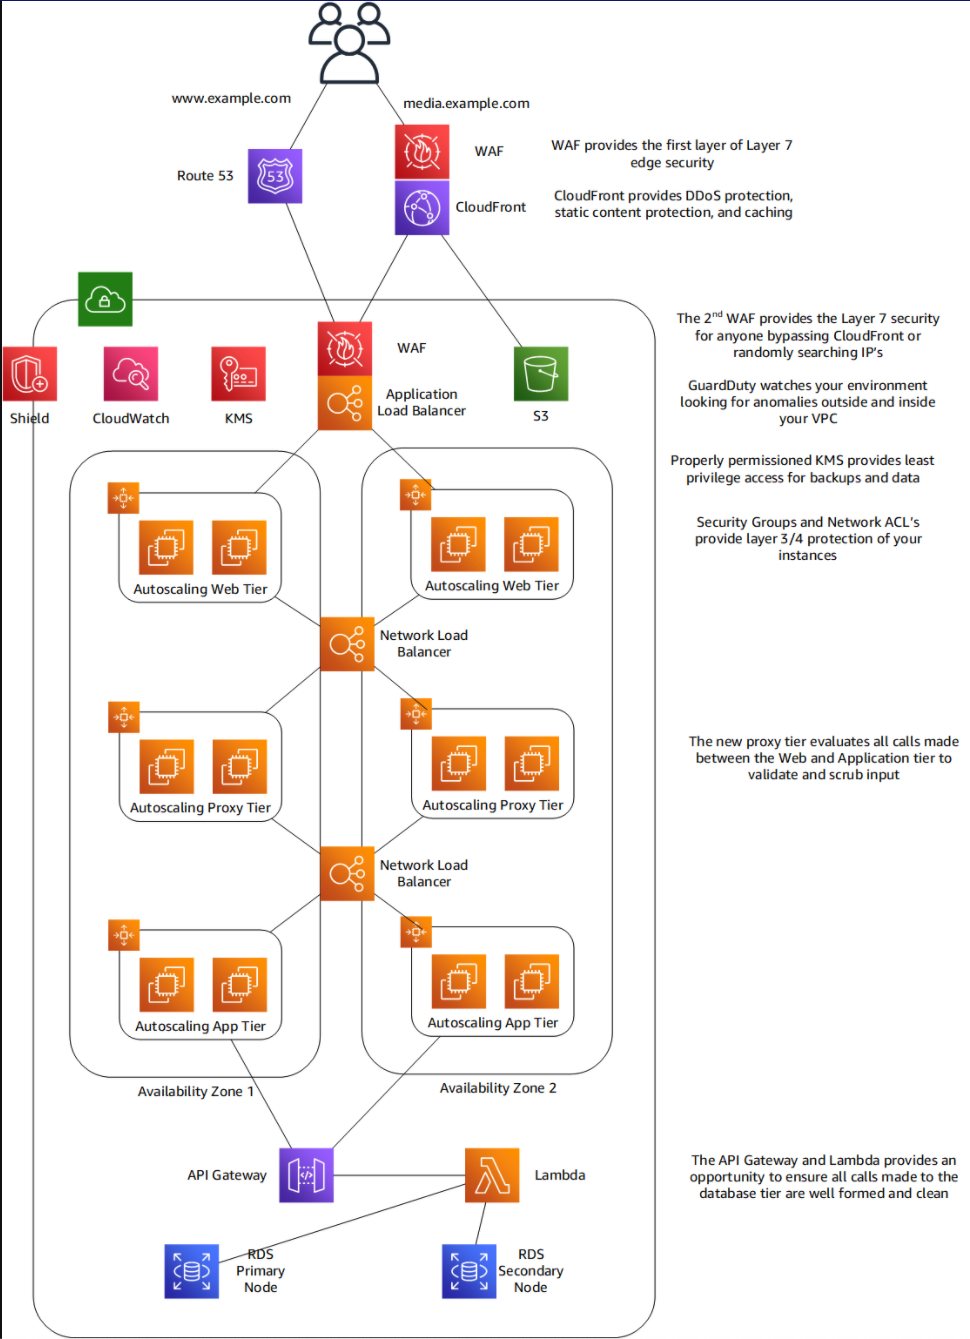 www.example.com
media.example.com
WAF
WAF provides the first layer of Layer 7
edge security
Route 53
53
CloudFront
CloudFront provides DDoS protection,
static content protection, and caching
The 2nd WAF provides the Layer 7 security
for anyone bypassing CloudFront or
randomly searching IP's
WAF
Application
Load Balancer
Shield
CloudWatch
KMS
S3
GuardDuty watches your environment
looking for anomalies outside and inside
your VPC
Properly permissioned KMS provides least
privilege access for backups and data
Security Groups and Network ACL's
provide layer 3/4 protection of your
instances
Autoscaling Web Tier
Autoscaling Web Tier
Network Load
Balancer
Autoscaling Proxy Tier
Autoscaling Proxy Tier
The new proxy tier evaluates all calls made
between the Web and Application tier to
validate and scrub input
Network Load
Balancer
Autoscaling App Tier
Autoscaling App Tier
Availability Zone 1
Availability Zone 2
API Gateway
</>
Lambda
The API Gateway and Lambda provides an
opportunity to ensure all calls made to the
database tier are well formed and clean
RDS
Primary
Node
RDS
Secondary
Node